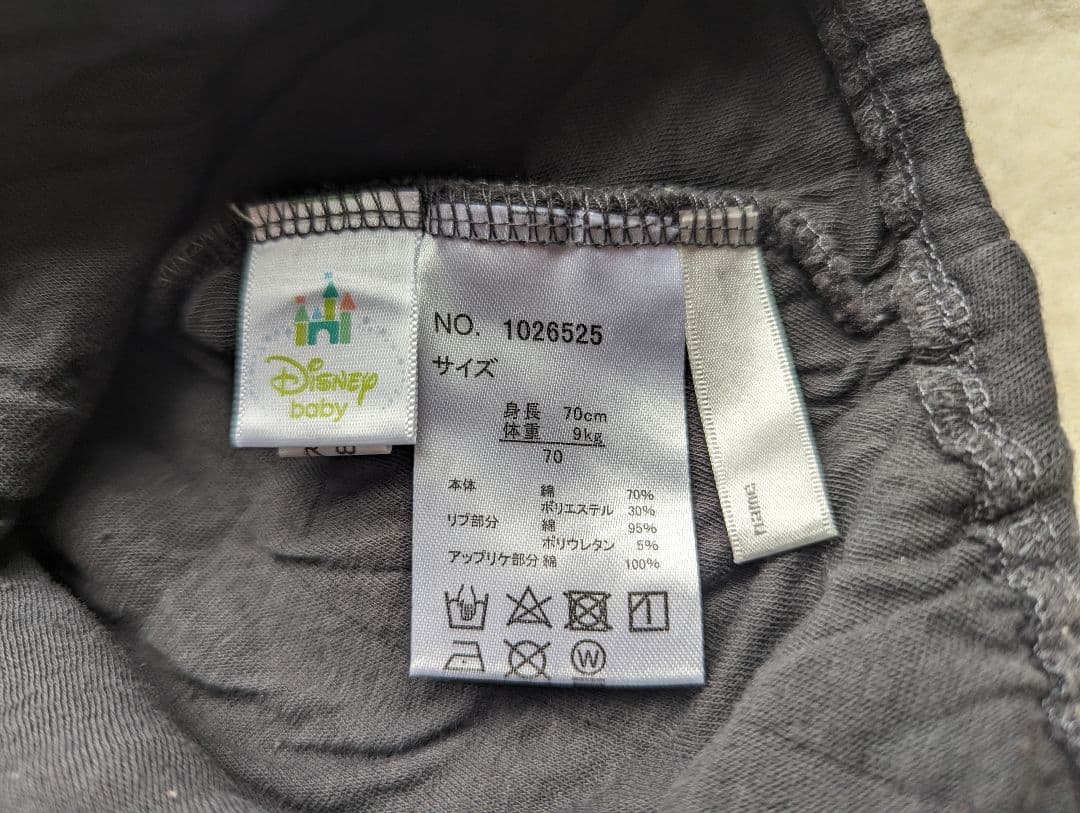 Disney
baby
NO. 1026525
サイズ
身長 70cm
体重 9kg
70
本体 綿 70%
ポリエステル 30%
リブ部分 綿 95%
ポリウレタン 5%
アップリケ部分 綿 100%
W